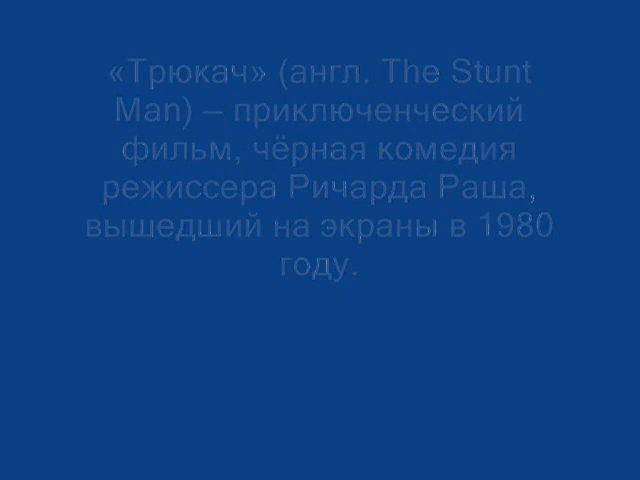 «Трюкач» (англ. The Stunt
Man) – приключенческий
фильм, чёрная комедия
режиссера Ричарда Раша,
вышедший на экраны в 1980
году.